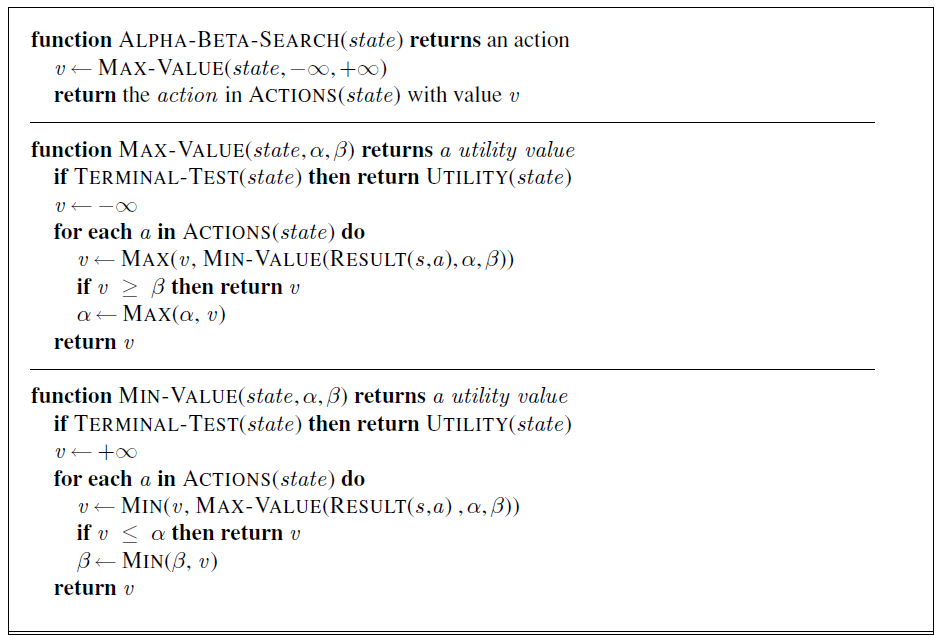 function ALPHA-BETA-SEARCH(state) returns an action
v ← MAX-VALUE(state, −∞, +∞)
return the action in ACTIONS(state) with value v
function MAX-VALUE(state, α, β) returns a utility value
if TERMINAL-TEST(state) then return UTILITY(state)
v ← −∞
for each a in ACTIONS(state) do
v ← MAX(v, MIN-VALUE(RESULT(s,a), α, β))
if v ≥ β then return v
α ← MAX(α, v)
return v
function MIN-VALUE(state, α, β) returns a utility value
if TERMINAL-TEST(state) then return UTILITY(state)
v ← +∞
for each a in ACTIONS(state) do
v ← MIN(v, MAX-VALUE(RESULT(s,a) , α, β))
if v ≤ α then return v
β ← MIN(β, v)
return v